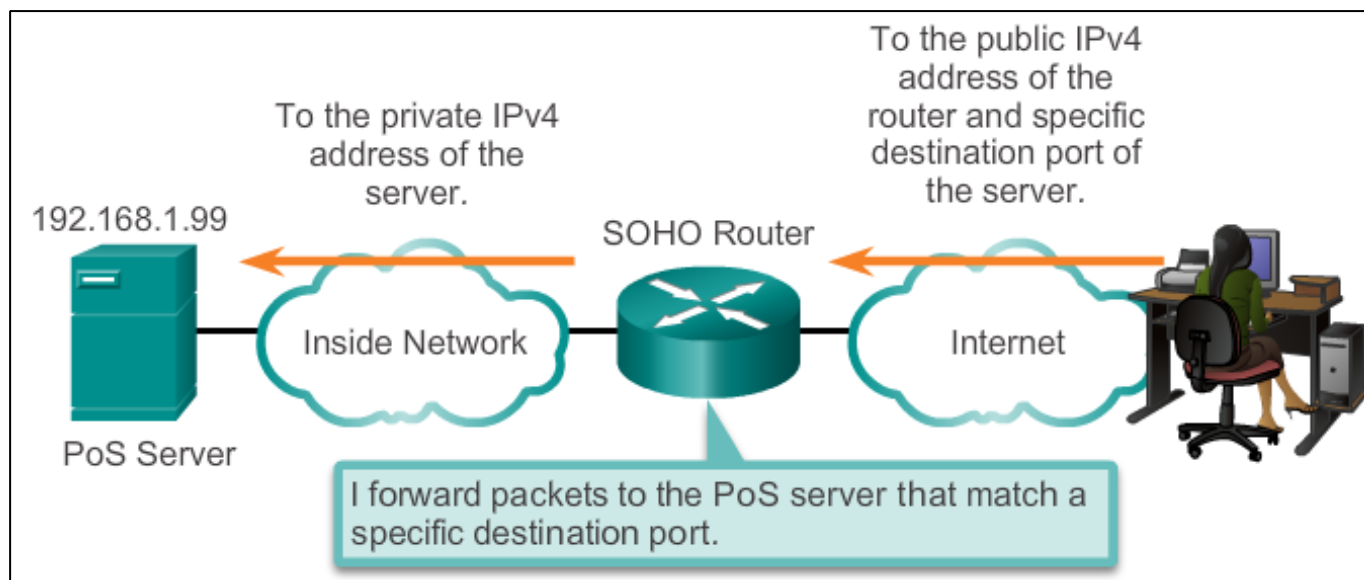 To the public IPv4
address of the
router and specific
destination port of
the server.
To the private IPv4
address of the
server.
192.168.1.99
SOHO Router
Inside Network
Internet
PoS Server
I forward packets to the PoS server that match a
specific destination port.